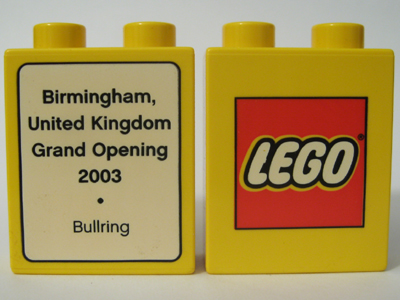 Birmingham,
United Kingdom
Grand Opening
2003
•
Bullring
LEGO®